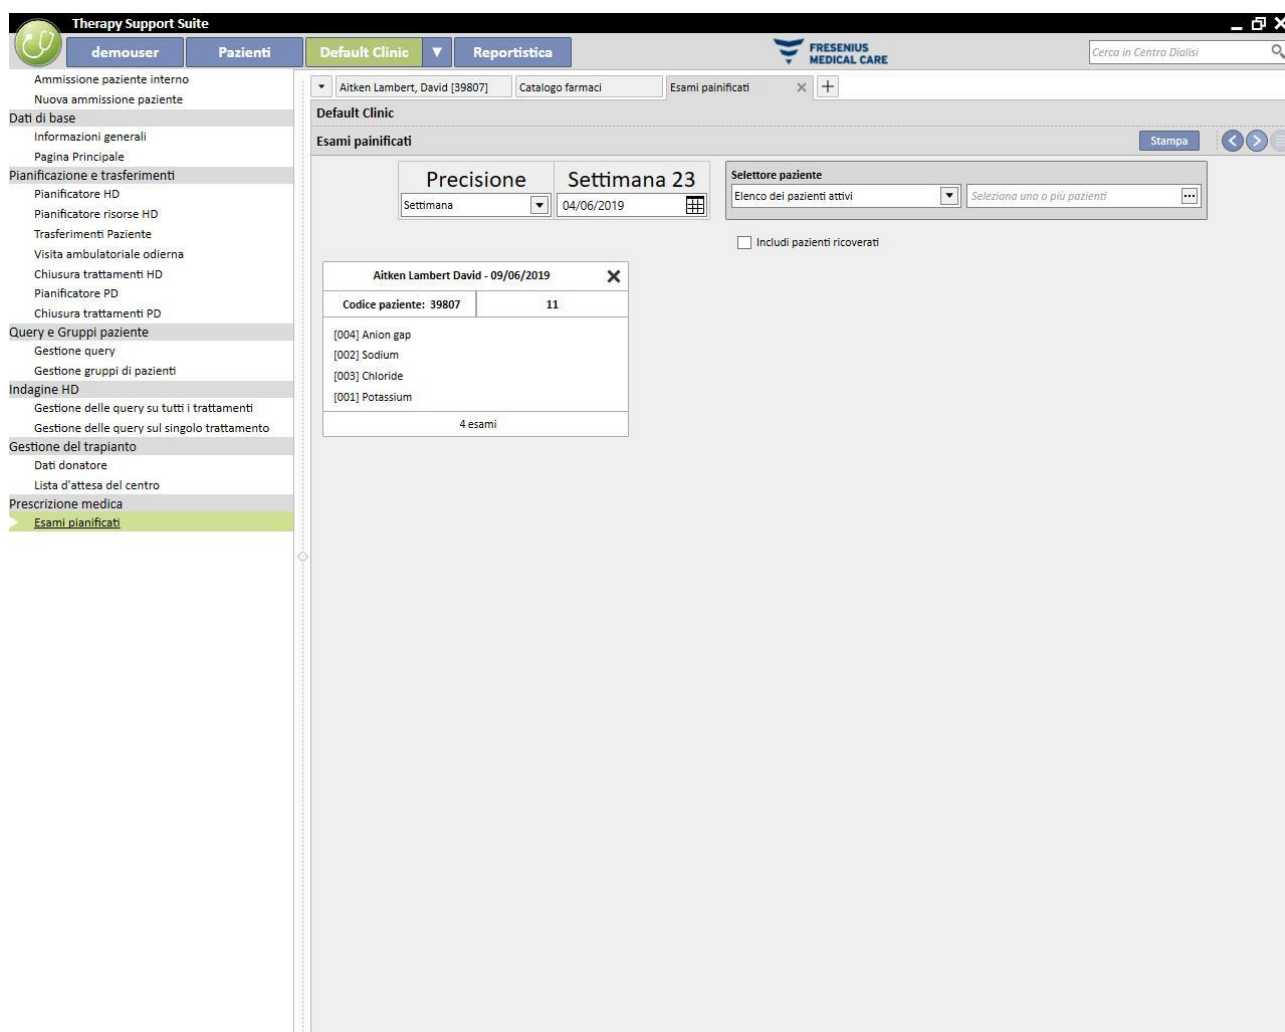 Therapy Support Suite
demouser
Pazienti
Default Clinic
Reportistica
FRESENIUS
MEDICAL CARE
Cerca in Centro Dialisi
Ammissione paziente interno
Nuova ammissione paziente
Dati di base
Informazioni generali
Pagina Principale
Pianificazione e trasferimenti
Pianificatore HD
Pianificatore risorse HD
Trasferimenti Paziente
Visita ambulatoriale odierna
Chiusura trattamenti HD
Pianificatore PD
Chiusura trattamenti PD
Query e Gruppi paziente
Gestione query
Gestione gruppi di pazienti
Indagine HD
Gestione delle query su tutti i trattamenti
Gestione delle query sul singolo trattamento
Gestione del trapianto
Dati donatore
Lista d'attesa del centro
Prescrizione medica
Esami pianificati
Aitken Lambert, David [39807]
Catalogo farmaci
Esami painificati
Default Clinic
Esami painificati
Stampa
Precisione
Settimana 23
Settimana
04/06/2019
Selettore paziente
Elenco dei pazienti attivi
Seleziona uno o più pazienti
Includi pazienti ricoverati
Aitken Lambert David - 09/06/2019
Codice paziente: 39807
11
[004] Anion gap
[002] Sodium
[003] Chloride
[001] Potassium
4 esami